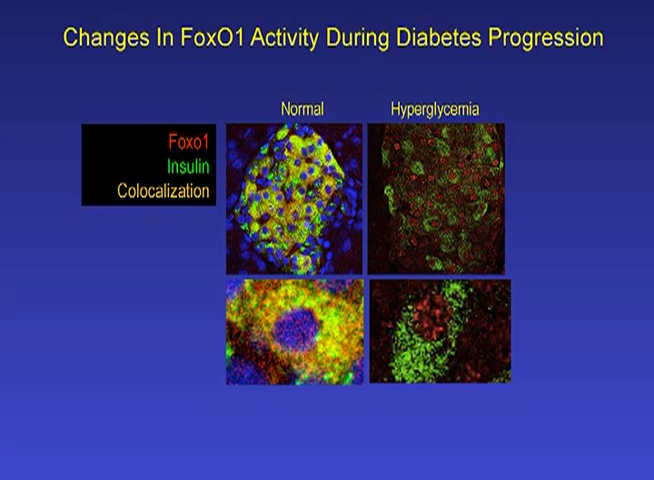 Changes In FoxO1 Activity During Diabetes Progression
Normal
Hyperglycemia
Foxo1
Insulin
Colocalization